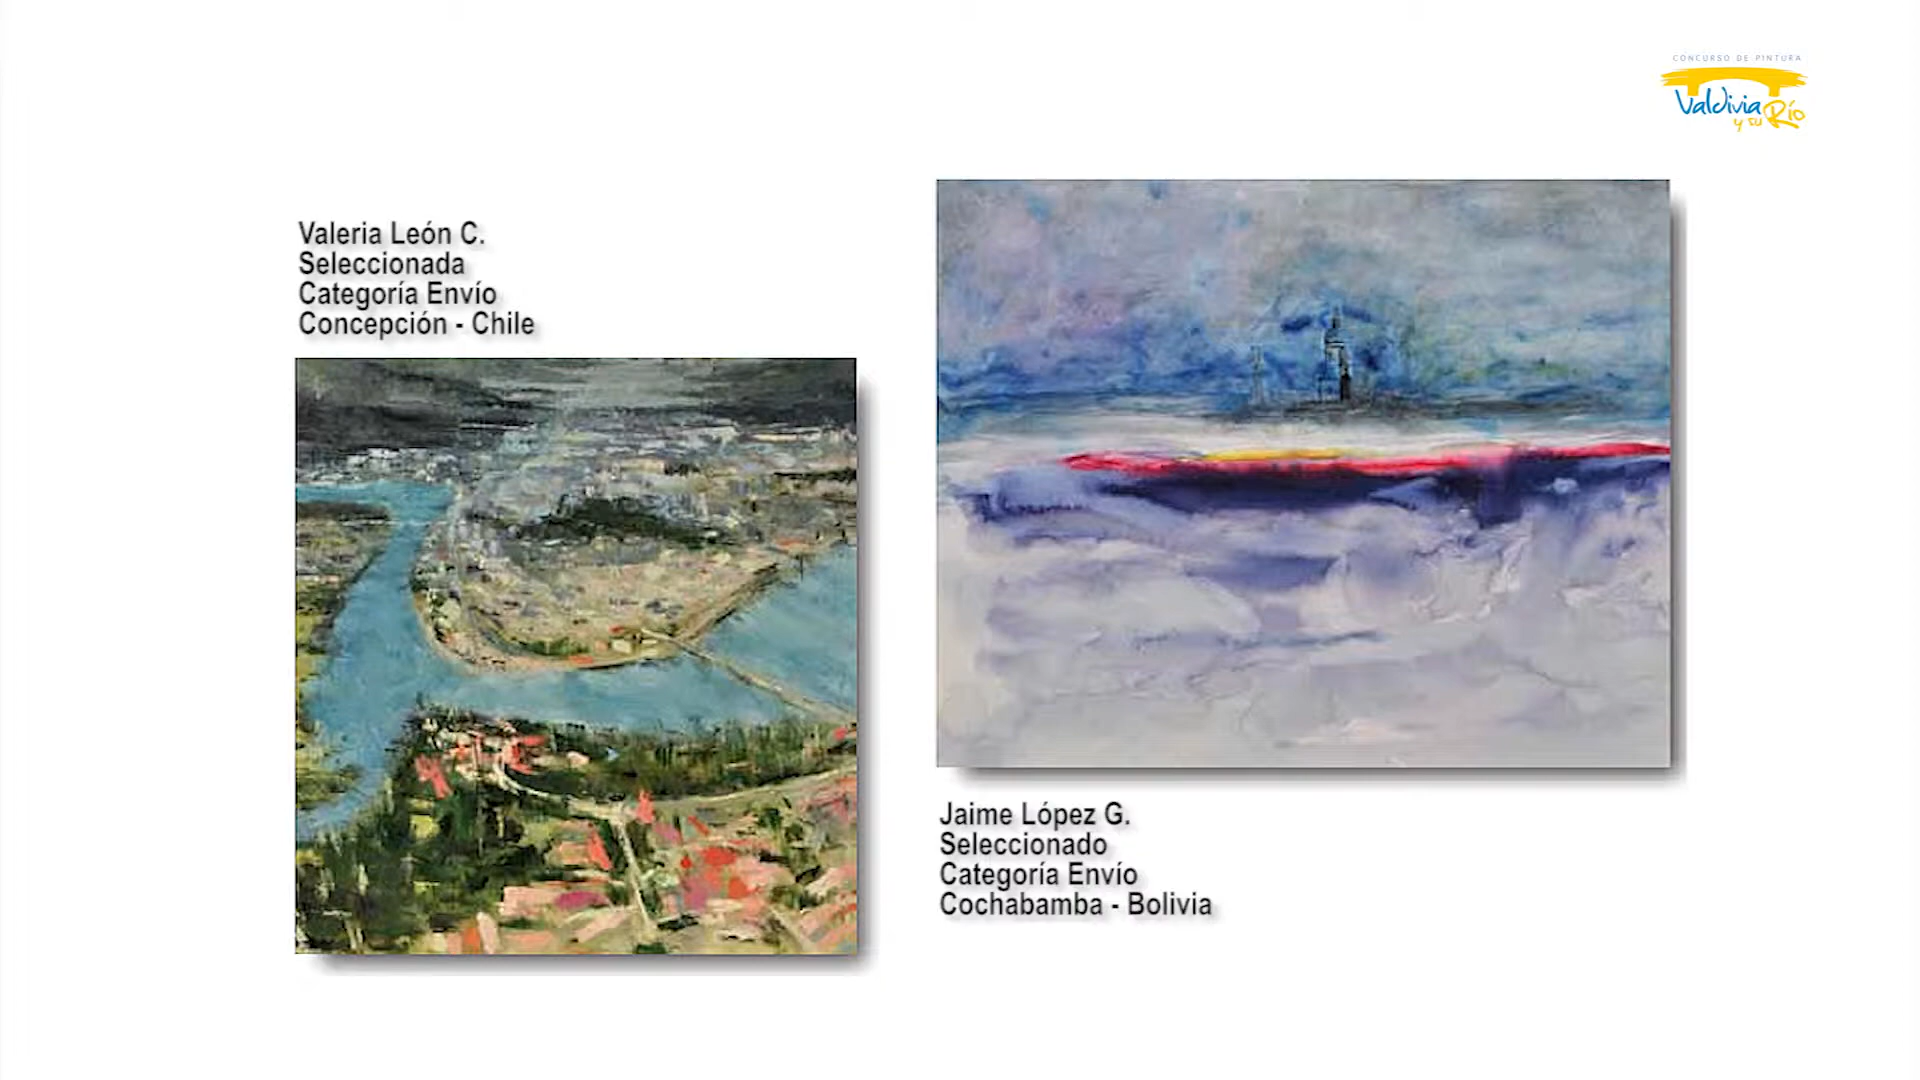 CONCURSO DE PINTURA
Valdivia
y su Río
Valeria León C.
Seleccionada
Categoría Envío
Concepción - Chile
Jaime López G.
Seleccionado
Categoría Envío
Cochabamba - Bolivia